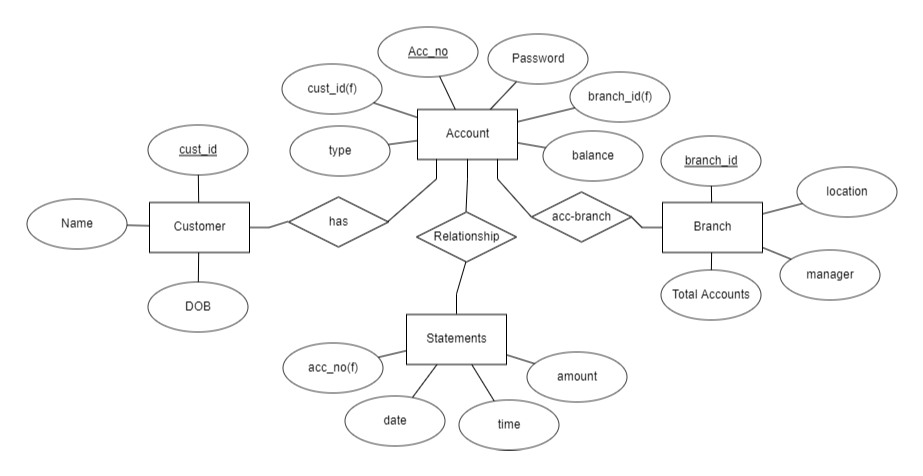 Acc_no
Password
cust_id(f)
branch_id(f)
Account
type
balance
cust_id
branch_id
location
Name
Customer
has
Relationship
acc-branch
Branch
manager
DOB
Total Accounts
Statements
acc_no(f)
amount
date
time